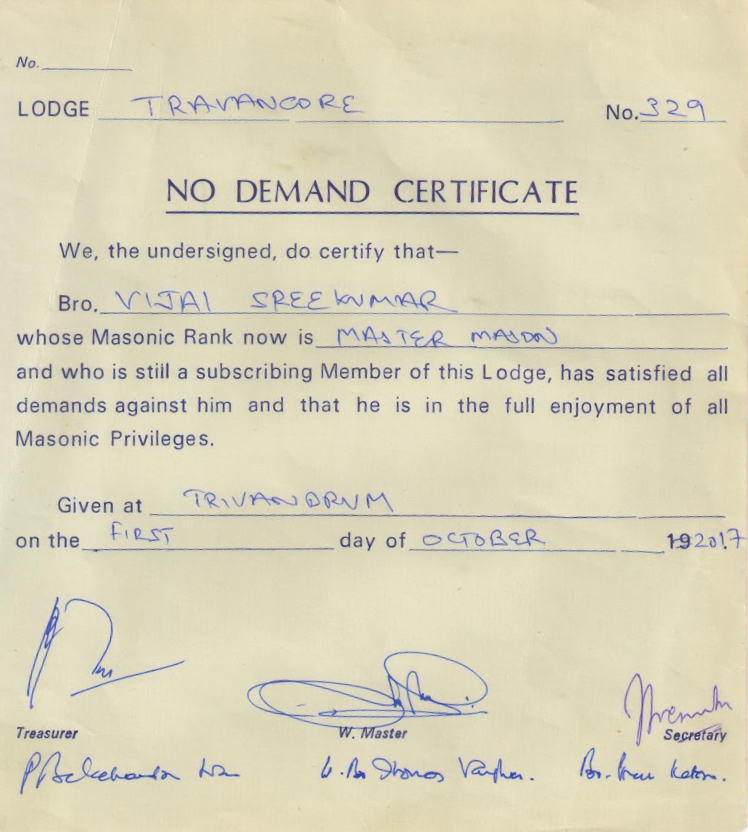 No.
LODGE TRAVANCORE No. 329
NO DEMAND CERTIFICATE
We, the undersigned, do certify that—
Bro. VIJAI SREEKUMAR
whose Masonic Rank now is MASTER MASON
and who is still a subscribing Member of this Lodge, has satisfied all
demands against him and that he is in the full enjoyment of all
Masonic Privileges.
Given at TRIVANDRUM
on the FIRST day of OCTOBER 192017
Treasurer W. Master Secretary
W. Bro Thomas